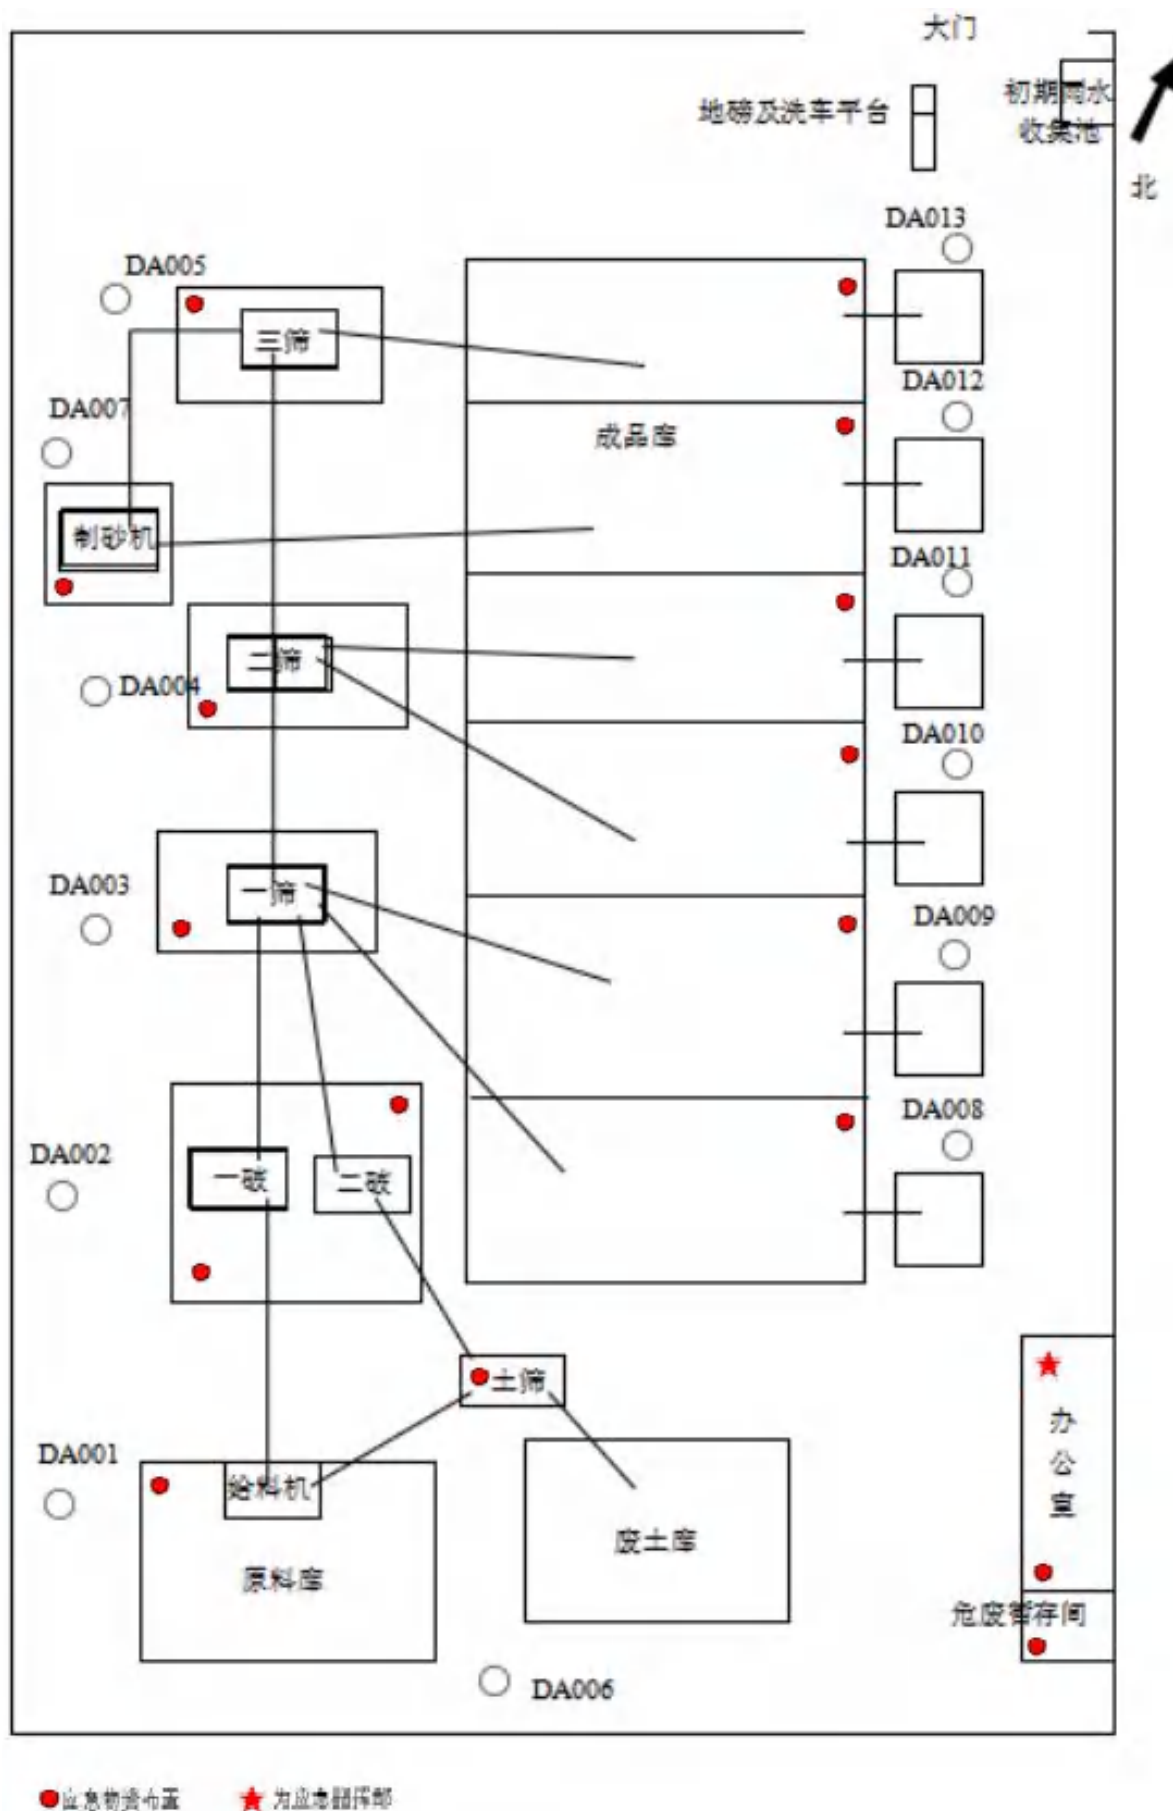 大门
地磅及洗车平台
初期雨水
收集池
北
DA013
DA005
DA012
DA007
成品库
三筛
制砂机
DA011
二筛
DA004
DA010
DA003
一筛
DA009
DA008
DA002
一破
二破
土筛
DA001
给料机
原料库
废土库
办
公
室
危废暂存间
DA006
应急物资布置
为应急指挥部